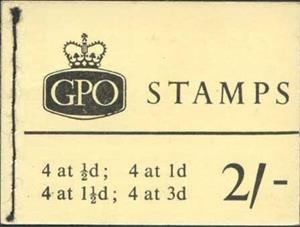 GPO STAMPS
4 at ½d; 4 at 1d
4 at 1½d; 4 at 3d
2/-